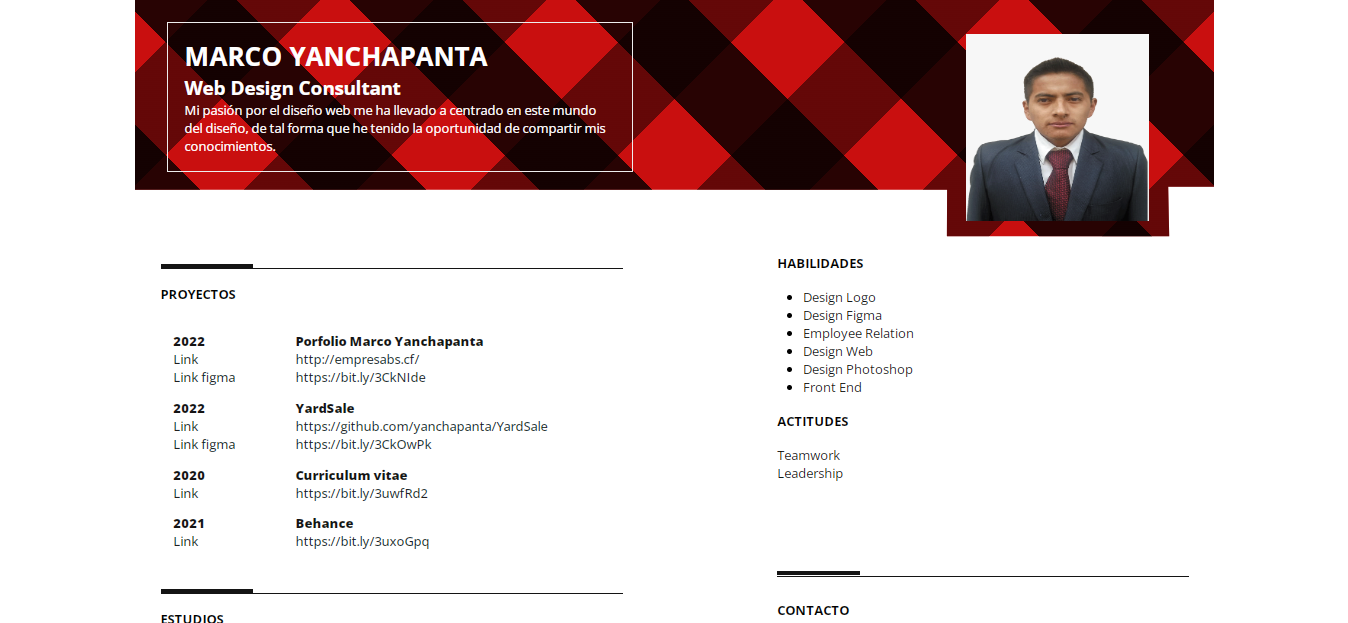 MARCO YANCHAPANTA
Web Design Consultant
Mi pasión por el diseño web me ha llevado a centrado en este mundo
del diseño, de tal forma que he tenido la oportunidad de compartir mis
conocimientos.
PROYECTOS
2022 Porfolio Marco Yanchapanta
Link http://empresabs.cf/
Link figma https://bit.ly/3CkNIde
2022 YardSale
Link https://github.com/yanchapanta/YardSale
Link figma https://bit.ly/3CkOwPk
2020 Curriculum vitae
Link https://bit.ly/3uwfRd2
2021 Behance
Link https://bit.ly/3uxoGpq
ESTUDIOS
HABILIDADES
Design Logo
Design Figma
Employee Relation
Design Web
Design Photoshop
Front End
ACTITUDES
Teamwork
Leadership
CONTACTO